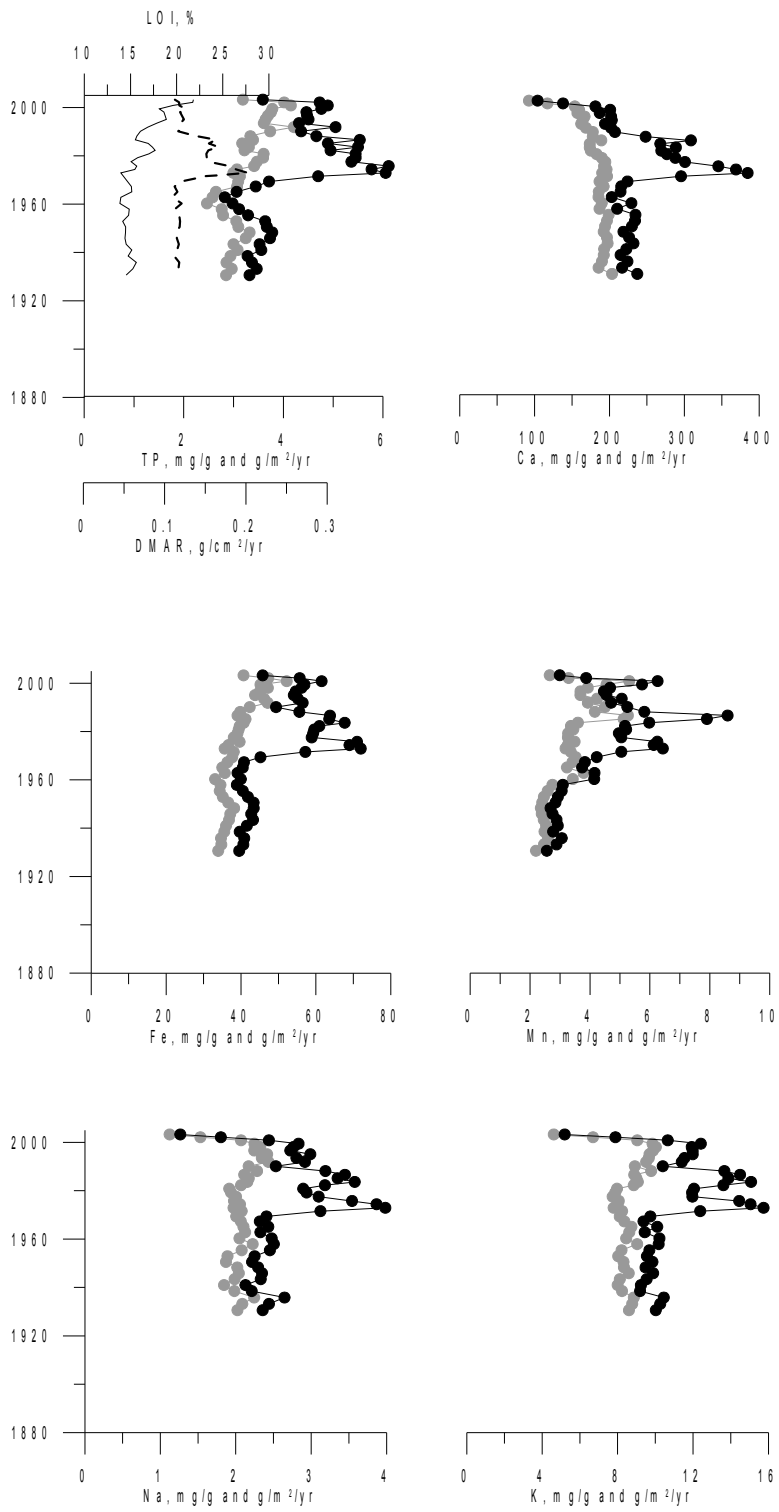 LOI, %
10 15 20 25 30
2000
1960
1920
1880
0 2 4 6
TP, mg/g and g/m²/yr
0 100 200 300 400
Ca, mg/g and g/m²/yr
0 0.1 0.2 0.3
DMAR, g/cm²/yr
2000
1960
1920
1880
0 20 40 60 80
Fe, mg/g and g/m²/yr
0 2 4 6 8 10
Mn, mg/g and g/m²/yr
2000
1960
1920
1880
0 1 2 3 4
Na, mg/g and g/m²/yr
0 4 8 12 16
K, mg/g and g/m²/yr